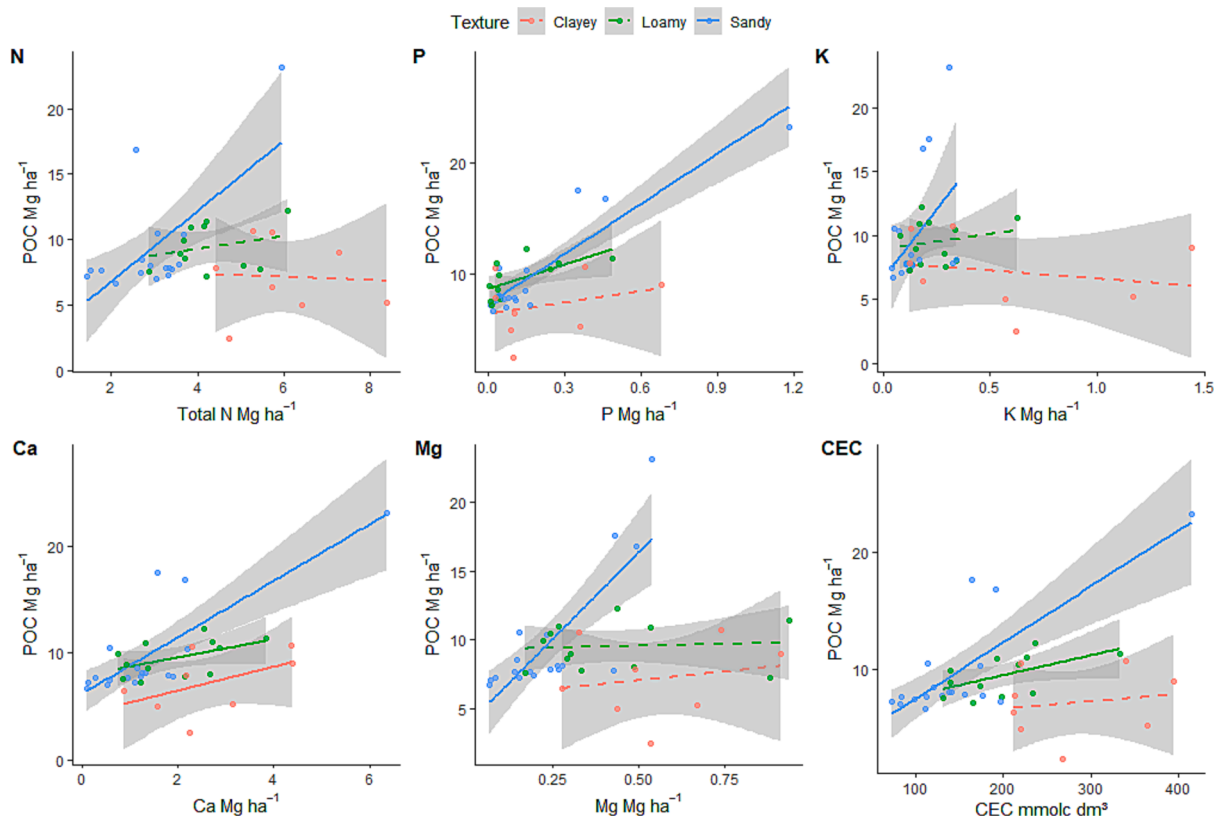 Texture Clayey Loamy Sandy
N
POC Mg ha⁻¹
20
15
10
5
0
2 4 6 8
Total N Mg ha⁻¹
P
POC Mg ha⁻¹
20
10
0.0 0.3 0.6 0.9 1.2
P Mg ha⁻¹
K
POC Mg ha⁻¹
20
15
10
5
0
0.0 0.5 1.0 1.5
K Mg ha⁻¹
Ca
POC Mg ha⁻¹
20
10
0
0 2 4 6
Ca Mg ha⁻¹
Mg
POC Mg ha⁻¹
20
15
10
5
0.25 0.50 0.75
Mg Mg ha⁻¹
CEC
POC Mg ha⁻¹
20
10
100 200 300 400
CEC mmolc dm³